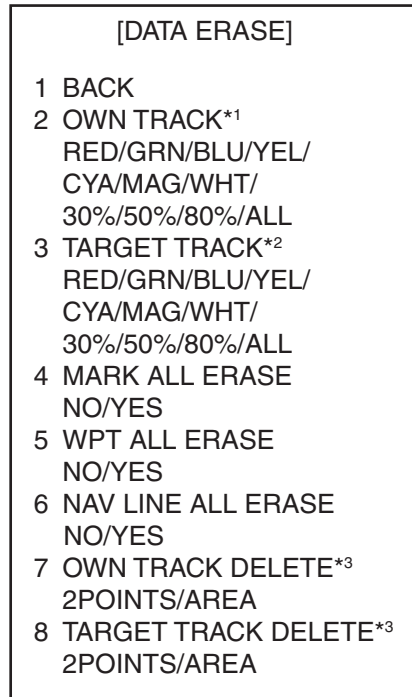 [DATA ERASE]
1 BACK
2 OWN TRACK*1
RED/GRN/BLU/YEL/
CYA/MAG/WHT/
30%/50%/80%/ALL
3 TARGET TRACK*2
RED/GRN/BLU/YEL/
CYA/MAG/WHT/
30%/50%/80%/ALL
4 MARK ALL ERASE
NO/YES
5 WPT ALL ERASE
NO/YES
6 NAV LINE ALL ERASE
NO/YES
7 OWN TRACK DELETE*3
2POINTS/AREA
8 TARGET TRACK DELETE*3
2POINTS/AREA